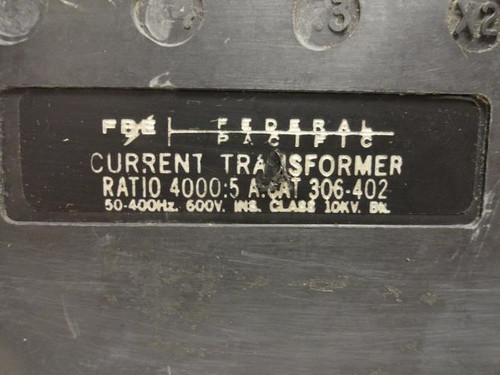 3 X2
FPE FEDERAL
PACIFIC
CURRENT TRANSFORMER
RATIO 4000:5 A. CAT 306-402
50-400Hz. 600V. INS. CLASS 10KV. BIL